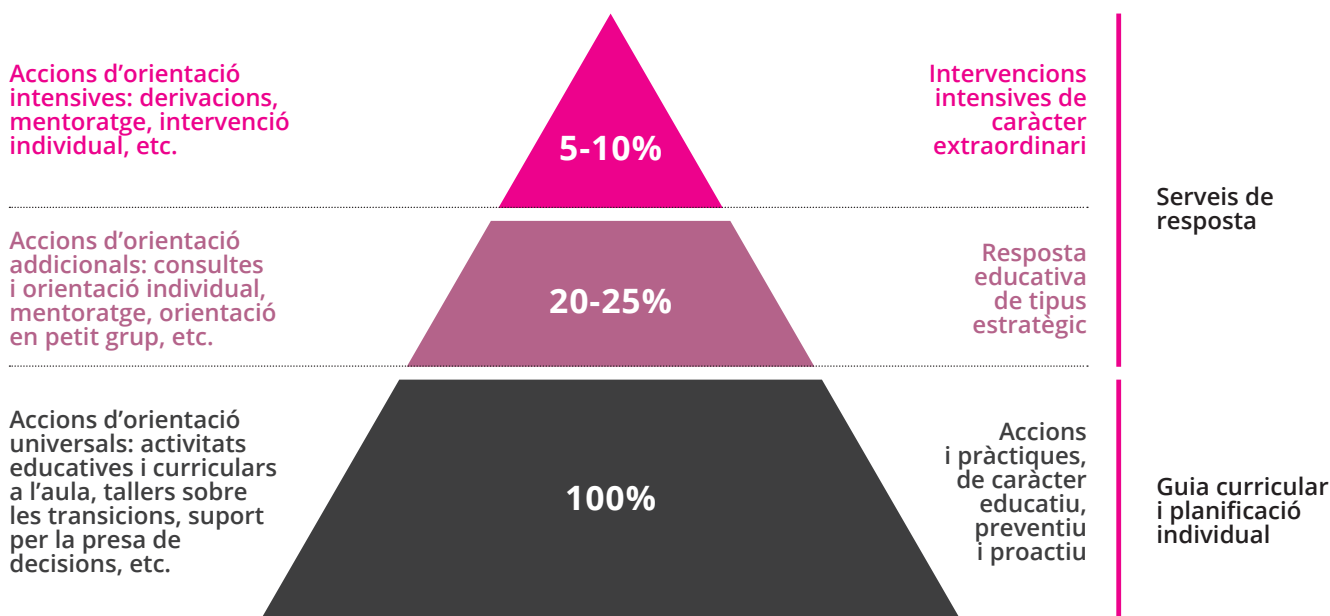 Accions d’orientació
intensives: derivacions,
mentoratge, intervenció
individual, etc.
5-10%
Intervencions
intensives de
caràcter
extraordinari
Serveis de
resposta
Accions d’orientació
addicionals: consultes
i orientació individual,
mentoratge, orientació
en petit grup, etc.
20-25%
Resposta
educativa
de tipus
estratègic
Accions d’orientació
universals: activitats
educatives i curriculars
a l’aula, tallers sobre
les transicions, suport
per la presa de
decisions, etc.
100%
Accions
i pràctiques,
de caràcter
educatiu,
preventiu
i proactiu
Guia curricular
i planificació
individual